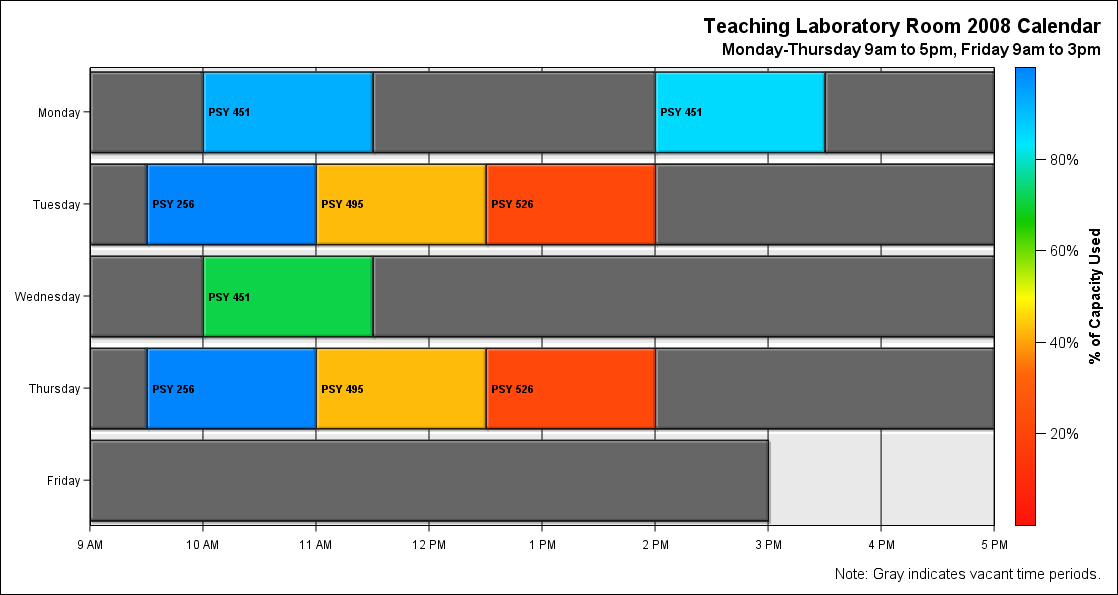 Teaching Laboratory Room 2008 Calendar
Monday-Thursday 9am to 5pm, Friday 9am to 3pm
Monday
PSY 451
PSY 451
Tuesday
PSY 256
PSY 495
PSY 526
Wednesday
PSY 451
Thursday
PSY 256
PSY 495
PSY 526
Friday
9 AM
10 AM
11 AM
12 PM
1 PM
2 PM
3 PM
4 PM
5 PM
80%
60%
40%
20%
% of Capacity Used
Note: Gray indicates vacant time periods.